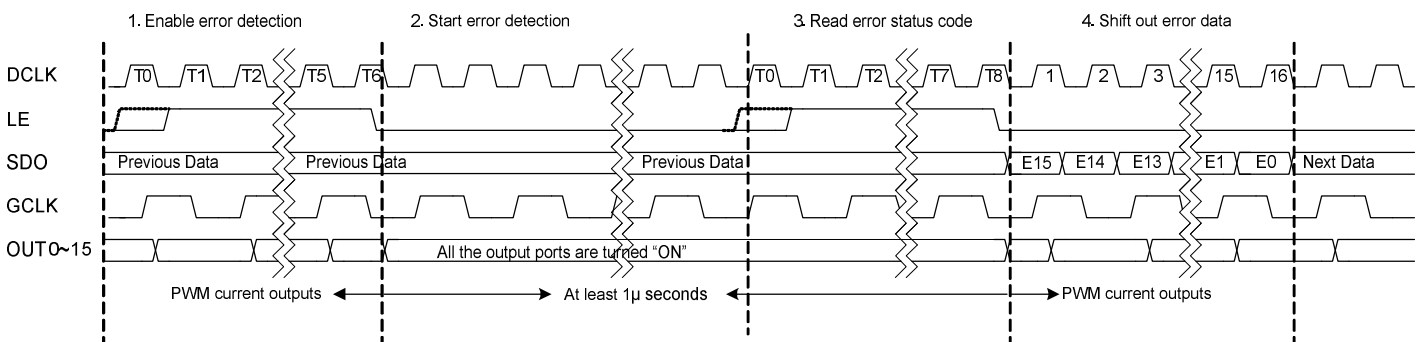 1. Enable error detection 2. Start error detection 3. Read error status code 4. Shift out error data
DCLK T0 T1 T2 T5 T6 T0 T1 T2 T7 T8 1 2 3 15 16
LE
SDO Previous Data Previous Data Previous Data E15 E14 E13 E1 E0 Next Data
GCLK
OUT0~15 All the output ports are turned “ON”
PWM current outputs At least 1μ seconds PWM current outputs